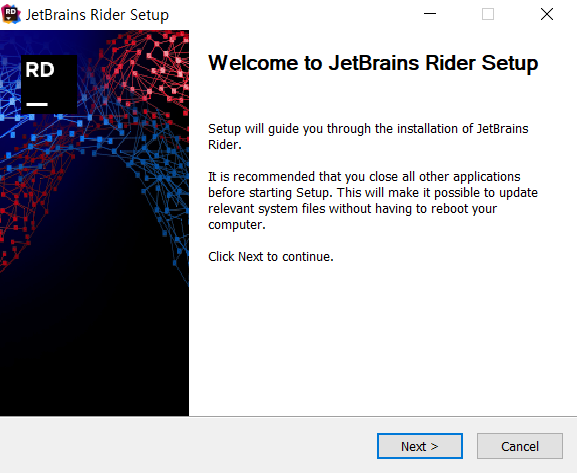 JetBrains Rider Setup
RD
Welcome to JetBrains Rider Setup
Setup will guide you through the installation of JetBrains
Rider.
It is recommended that you close all other applications
before starting Setup. This will make it possible to update
relevant system files without having to reboot your
computer.
Click Next to continue.
Next >
Cancel